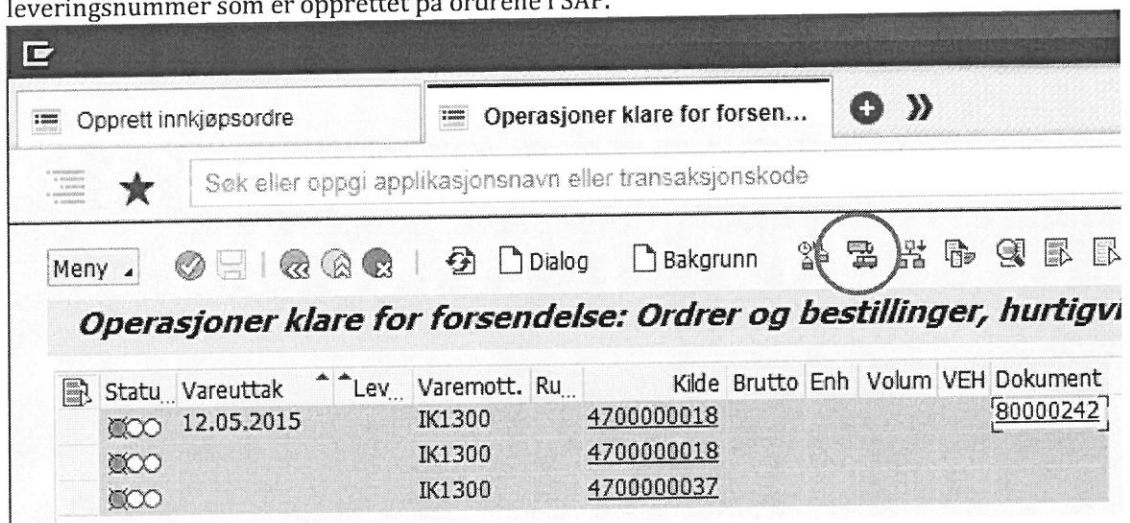 leveringsnummer som er opprettet på ordrene i SAP.
Opprett innkjøpsordre
Operasjoner klare for forsen...
Søk eller oppgi applikasjonsnavn eller transaksjonskode
Meny Dialog Bakgrunn
Operasjoner klare for forsendelse: Ordrer og bestillinger, hurtigvi
Statu... Vareuttak Lev... Varemott. Ru... Kilde Brutto Enh Volum VEH Dokument
12.05.2015 IK1300 4700000018 80000242
IK1300 4700000018
IK1300 4700000037